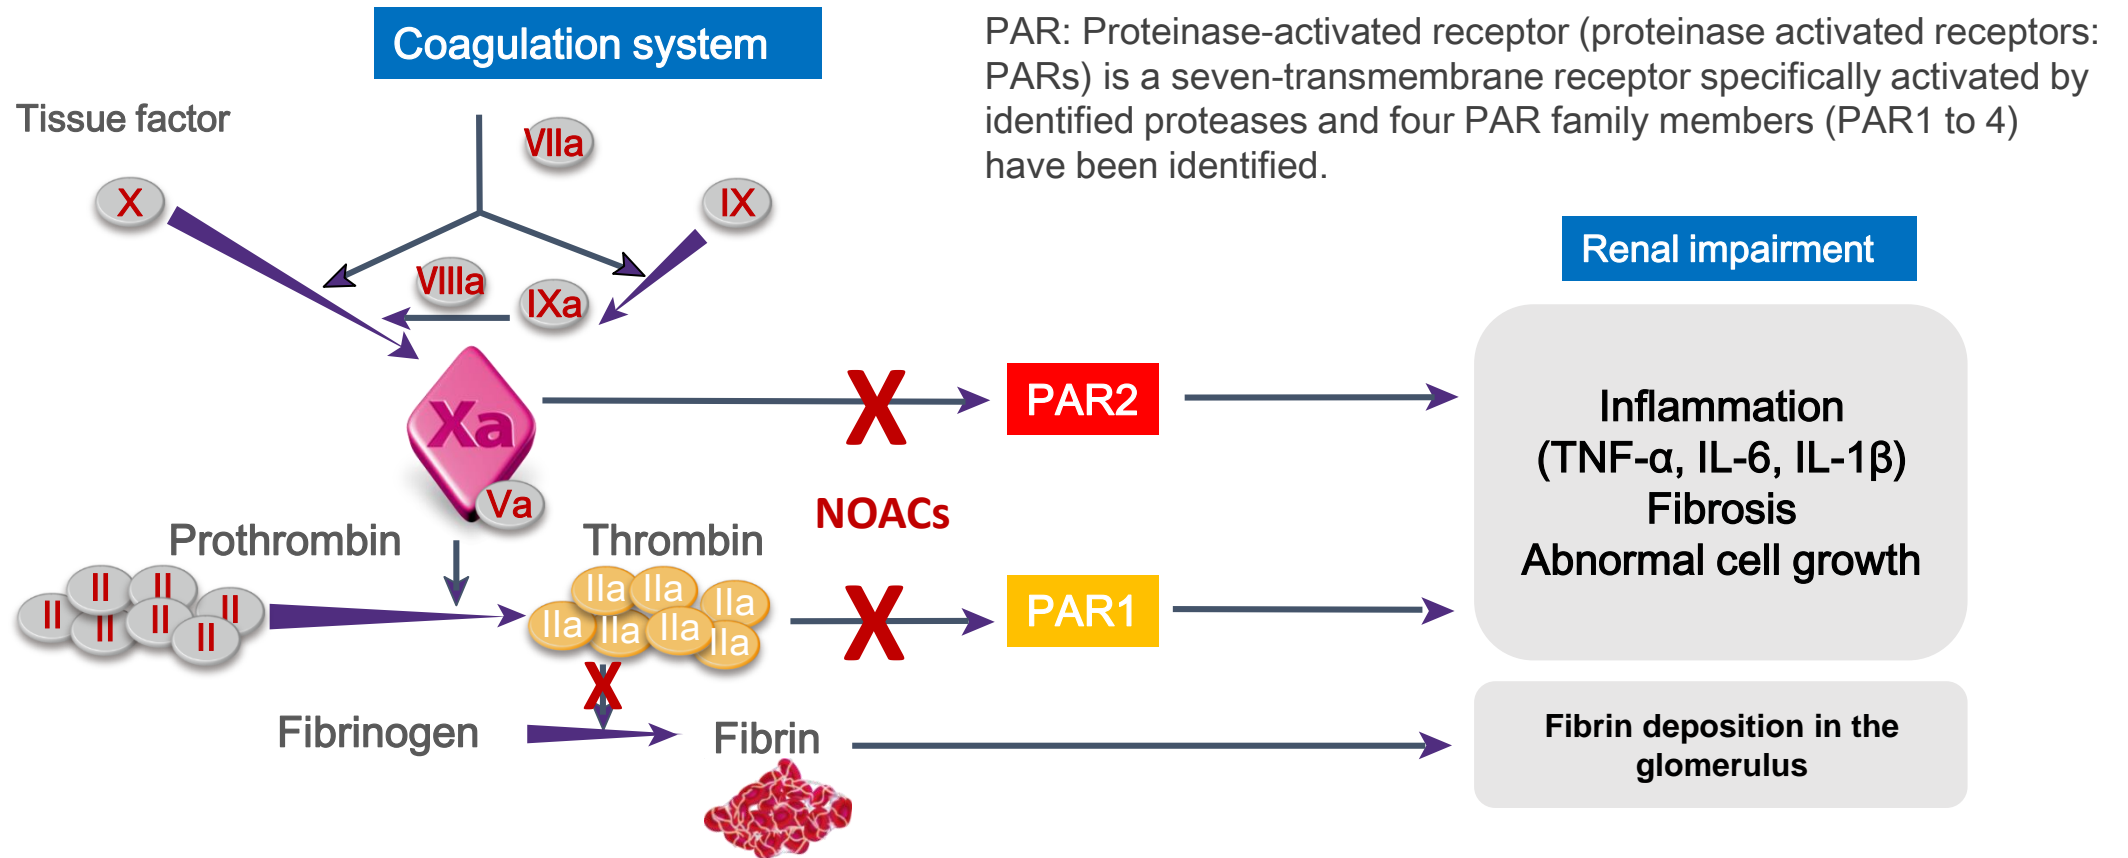 Coagulation system
PAR: Proteinase-activated receptor (proteinase activated receptors:
PARs) is a seven-transmembrane receptor specifically activated by
identified proteases and four PAR family members (PAR1 to 4)
have been identified.
Tissue factor
VIIa
X
IX
VIIIa
IXa
Renal impairment
Xa
Va
X
PAR2
Inflammation
(TNF-α, IL-6, IL-1β)
Fibrosis
Abnormal cell growth
NOACs
Prothrombin
Thrombin
II
II
II
II
II
II
II
IIa
IIa
IIa
IIa
IIa
IIa
IIa
X
PAR1
X
Fibrinogen
Fibrin
Fibrin deposition in the
glomerulus